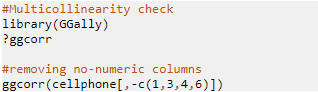 #Multicollinearity check
library(GGally)
?ggcorr
#removing no-numeric columns
ggcorr(cellphone[,-c(1,3,4,6)])